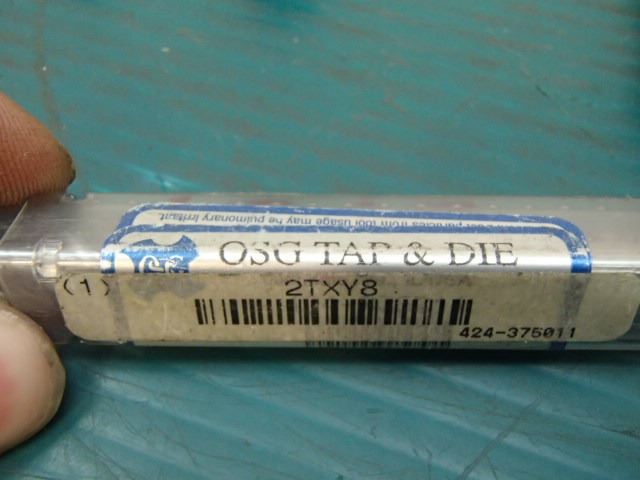 particles from tool usage may be pulmonary irritant.
OSG TAP & DIE
(1) 2TXY8
424-375011